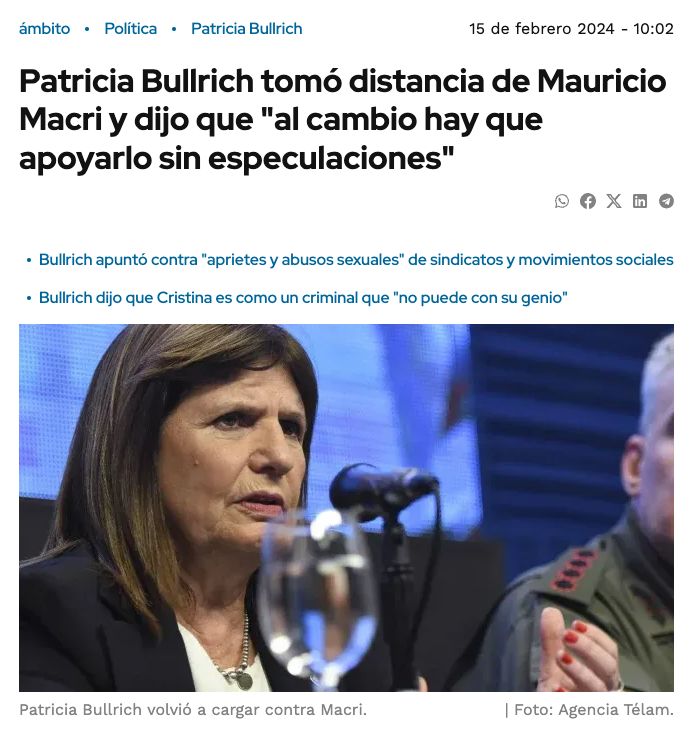 ámbito • Política • Patricia Bullrich 15 de febrero 2024 - 10:02
Patricia Bullrich tomó distancia de Mauricio
Macri y dijo que "al cambio hay que
apoyarlo sin especulaciones"
• Bullrich apuntó contra "aprietes y abusos sexuales" de sindicatos y movimientos sociales
• Bullrich dijo que Cristina es como un criminal que "no puede con su genio"
Patricia Bullrich volvió a cargar contra Macri. | Foto: Agencia Télam.